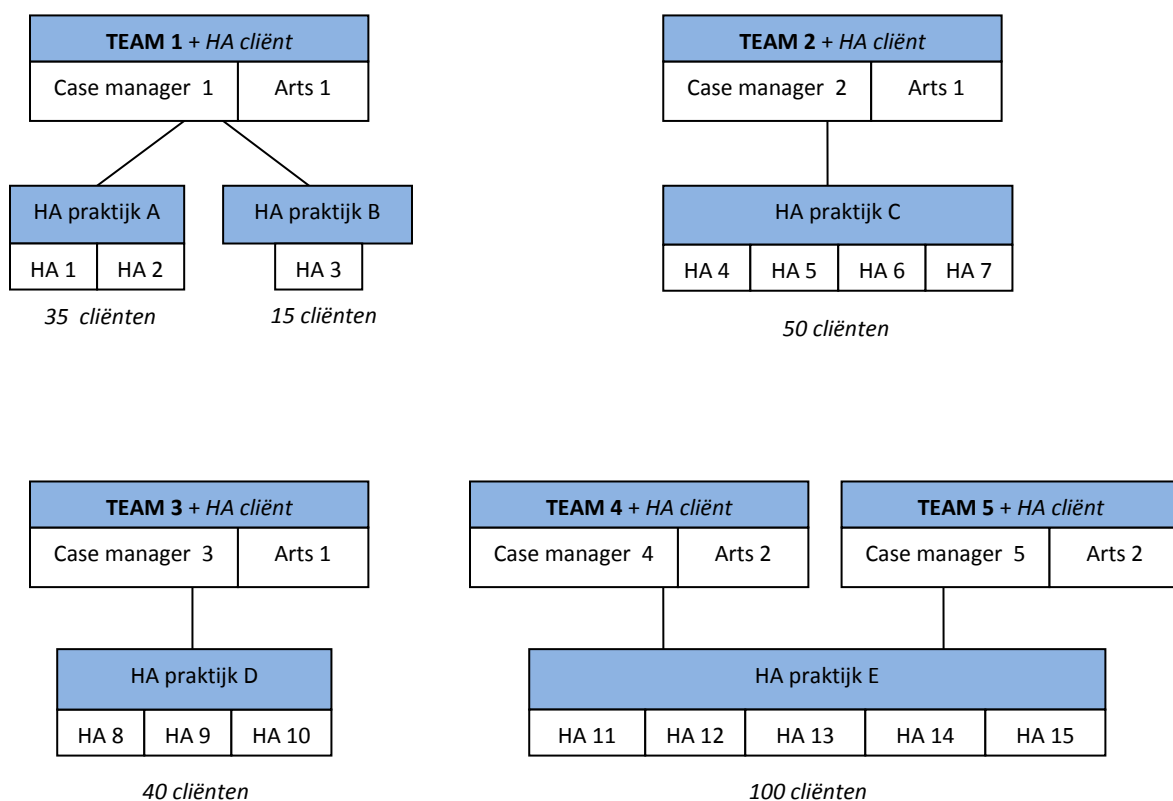 TEAM 1 + HA cliënt
Case manager 1
Arts 1
HA praktijk A
HA praktijk B
HA 1
HA 2
HA 3
35 cliënten
15 cliënten
TEAM 2 + HA cliënt
Case manager 2
Arts 1
HA praktijk C
HA 4
HA 5
HA 6
HA 7
50 cliënten
TEAM 3 + HA cliënt
Case manager 3
Arts 1
HA praktijk D
HA 8
HA 9
HA 10
40 cliënten
TEAM 4 + HA cliënt
Case manager 4
Arts 2
TEAM 5 + HA cliënt
Case manager 5
Arts 2
HA praktijk E
HA 11
HA 12
HA 13
HA 14
HA 15
100 cliënten